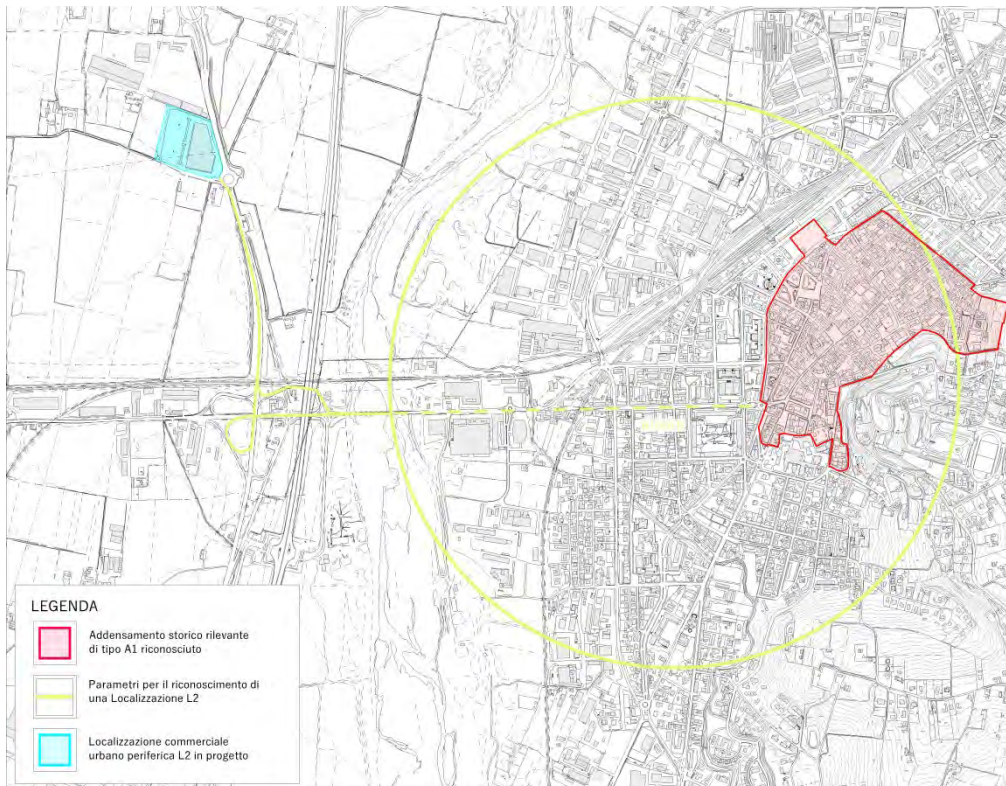 LEGENDA
Addensamento storico rilevante
di tipo A1 riconosciuto
Parametri per il riconoscimento di
una Localizzazione L2
Localizzazione commerciale
urbano periferica L2 in progetto